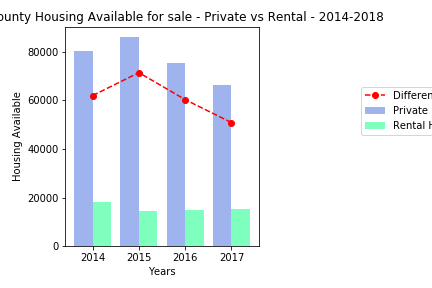 ounty Housing Available for sale - Private vs Rental - 2014-2018
80000
60000
40000
20000
0
Housing Available
2014 2015 2016 2017
Years
Differen
Private
Rental H